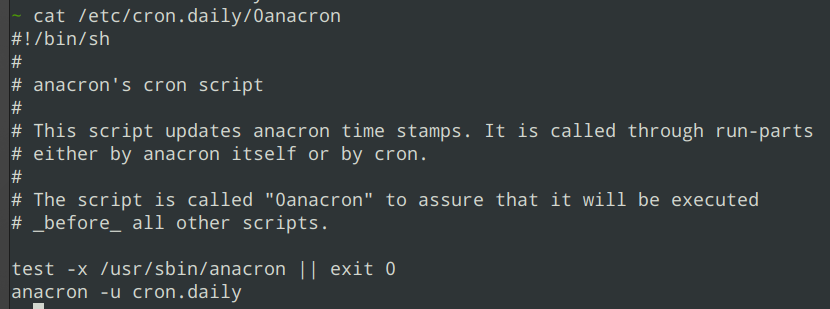 ~ cat /etc/cron.daily/0anacron
#!/bin/sh
#
# anacron's cron script
#
# This script updates anacron time stamps. It is called through run-parts
# either by anacron itself or by cron.
#
# The script is called "0anacron" to assure that it will be executed
# _before_ all other scripts.

test -x /usr/sbin/anacron || exit 0
anacron -u cron.daily